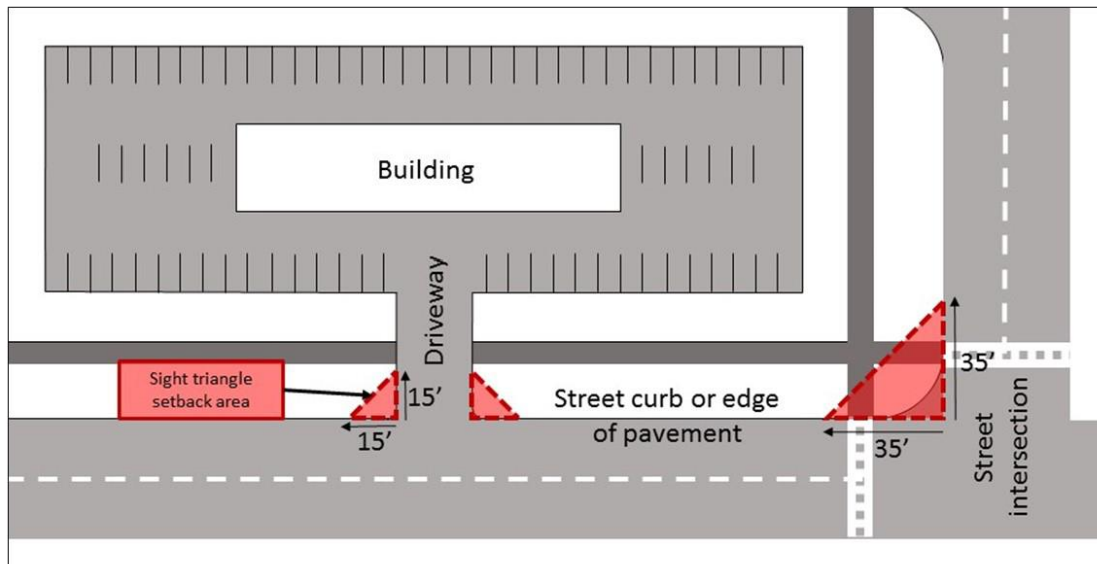 Building
Driveway
Sight triangle
setback area
15’
15’
Street curb or edge
of pavement
35’
35’
Street
intersection